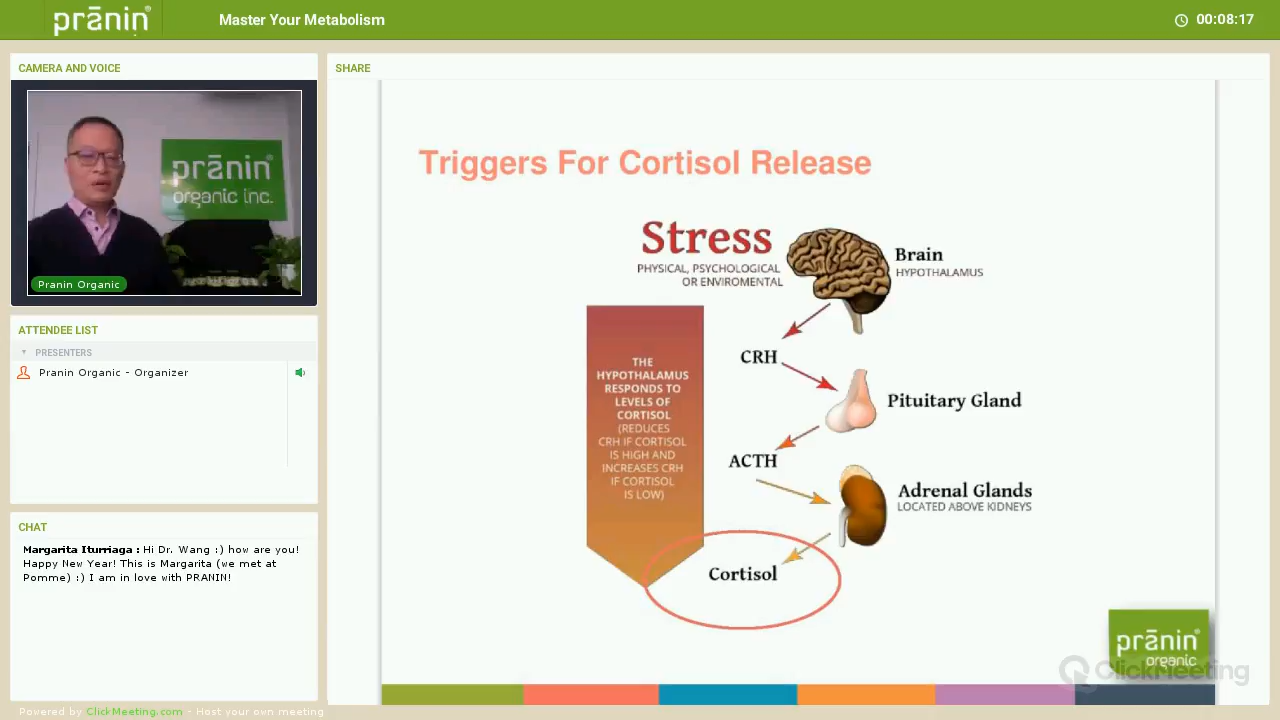 pränin®
Master Your Metabolism
00:08:17
CAMERA AND VOICE
pränin®
organic inc.
Pranin Organic
ATTENDEE LIST
PRESENTERS
Pranin Organic - Organizer
CHAT
Margarita Iturriaga : Hi Dr. Wang :) how are you!
Happy New Year! This is Margarita (we met at
Pomme) :) I am in love with PRANIN!
SHARE
Triggers For Cortisol Release
Stress
PHYSICAL, PSYCHOLOGICAL
OR ENVIROMENTAL
Brain
HYPOTHALAMUS
CRH
Pituitary Gland
ACTH
Adrenal Glands
LOCATED ABOVE KIDNEYS
Cortisol
THE
HYPOTHALAMUS
RESPONDS TO
LEVELS OF
CORTISOL
(REDUCES
CRH IF CORTISOL
IS HIGH AND
INCREASES CRH
IF CORTISOL
IS LOW)
pränin®
organic
ClickMeeting
Powered by ClickMeeting.com - Host your own meeting